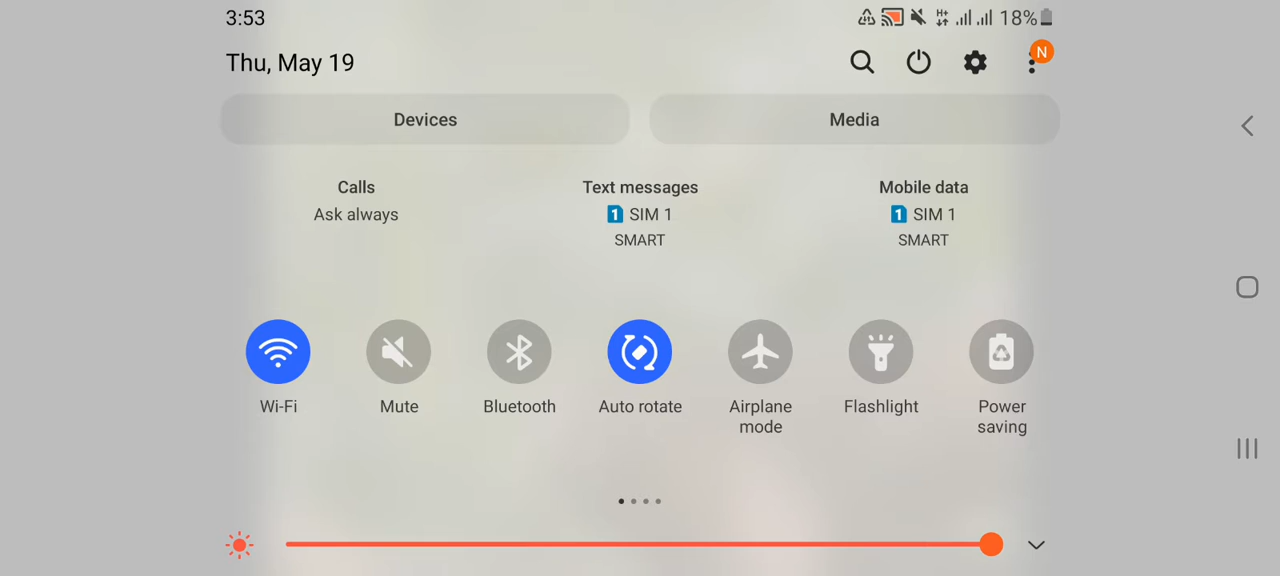 3:53
18%
Thu, May 19
N
Devices
Media
Calls
Ask always
Text messages
1 SIM 1
SMART
Mobile data
1 SIM 1
SMART
Wi-Fi
Mute
Bluetooth
Auto rotate
Airplane
mode
Flashlight
Power
saving